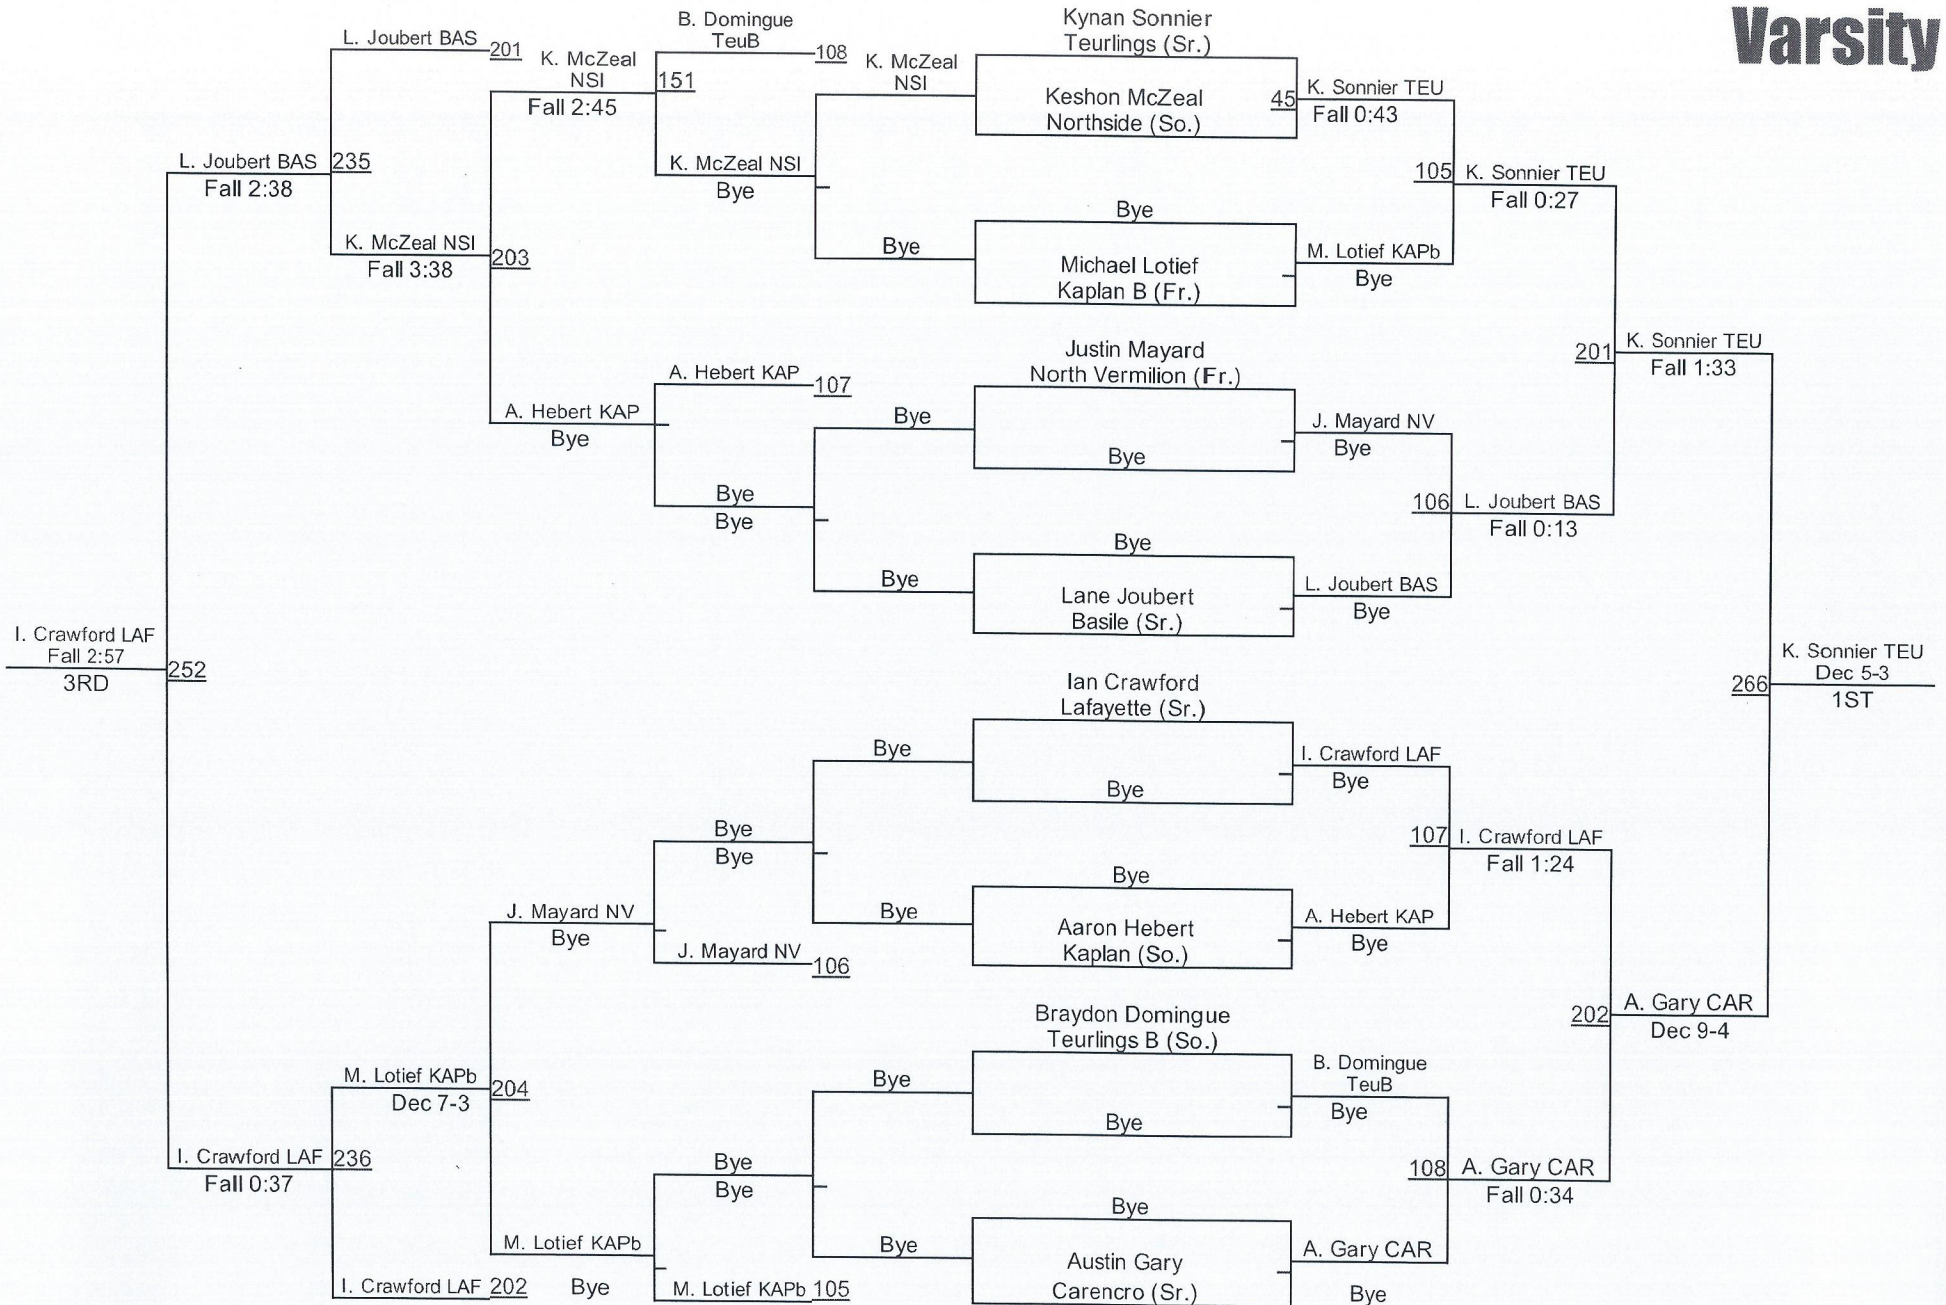 Varsity
L. Joubert BAS
201
K. McZeal
NSI
Fall 2:45
B. Domingue
TeuB
108
151
K. McZeal
NSI
L. Joubert BAS
235
Fall 2:38
K. McZeal NSI
203
Fall 3:38
K. McZeal NSI
Bye
Bye
A. Hebert KAP
107
A. Hebert KAP
Bye
Bye
Bye
Bye
Bye
I. Crawford LAF
Fall 2:57
3RD
252
Bye
Bye
Bye
Bye
J. Mayard NV
Bye
J. Mayard NV
106
M. Lotief KAPb
204
Dec 7-3
I. Crawford LAF
236
Fall 0:37
Bye
Bye
Bye
Bye
M. Lotief KAPb
Bye
I. Crawford LAF
202
M. Lotief KAPb
105
Kynan Sonnier
Teurlings (Sr.)
Keshon McZeal
Northside (So.)
45
K. Sonnier TEU
Fall 0:43
Bye
Michael Lotief
Kaplan B (Fr.)
M. Lotief KAPb
Bye
105
K. Sonnier TEU
Fall 0:27
Justin Mayard
North Vermilion (Fr.)
Bye
J. Mayard NV
Bye
Bye
Lane Joubert
Basile (Sr.)
L. Joubert BAS
Bye
106
L. Joubert BAS
Fall 0:13
201
K. Sonnier TEU
Fall 1:33
Ian Crawford
Lafayette (Sr.)
Bye
I. Crawford LAF
Bye
Bye
Aaron Hebert
Kaplan (So.)
A. Hebert KAP
Bye
107
I. Crawford LAF
Fall 1:24
Braydon Domingue
Teurlings B (So.)
Bye
B. Domingue
TeuB
Bye
Bye
Austin Gary
Carencro (Sr.)
A. Gary CAR
Bye
108
A. Gary CAR
Fall 0:34
202
A. Gary CAR
Dec 9-4
266
K. Sonnier TEU
Dec 5-3
1ST